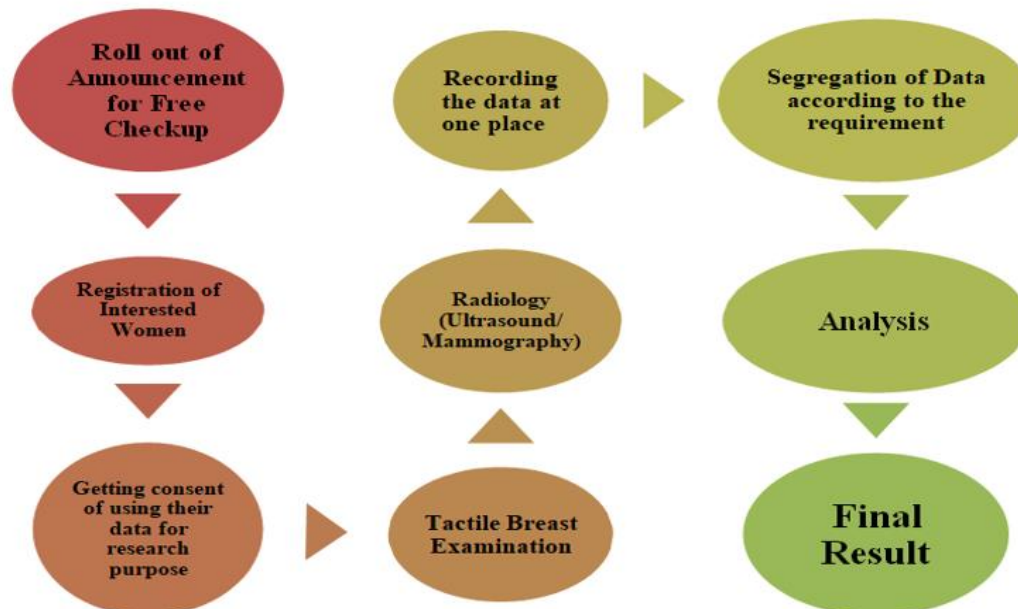 Roll out of
Announcement
for Free
Checkup
Registration of
Interested
Women
Getting consent
of using their
data for
research
purpose
Tactile Breast
Examination
Radiology
(Ultrasound/
Mammography)
Recording
the data at
one place
Segregation of Data
according to the
requirement
Analysis
Final
Result